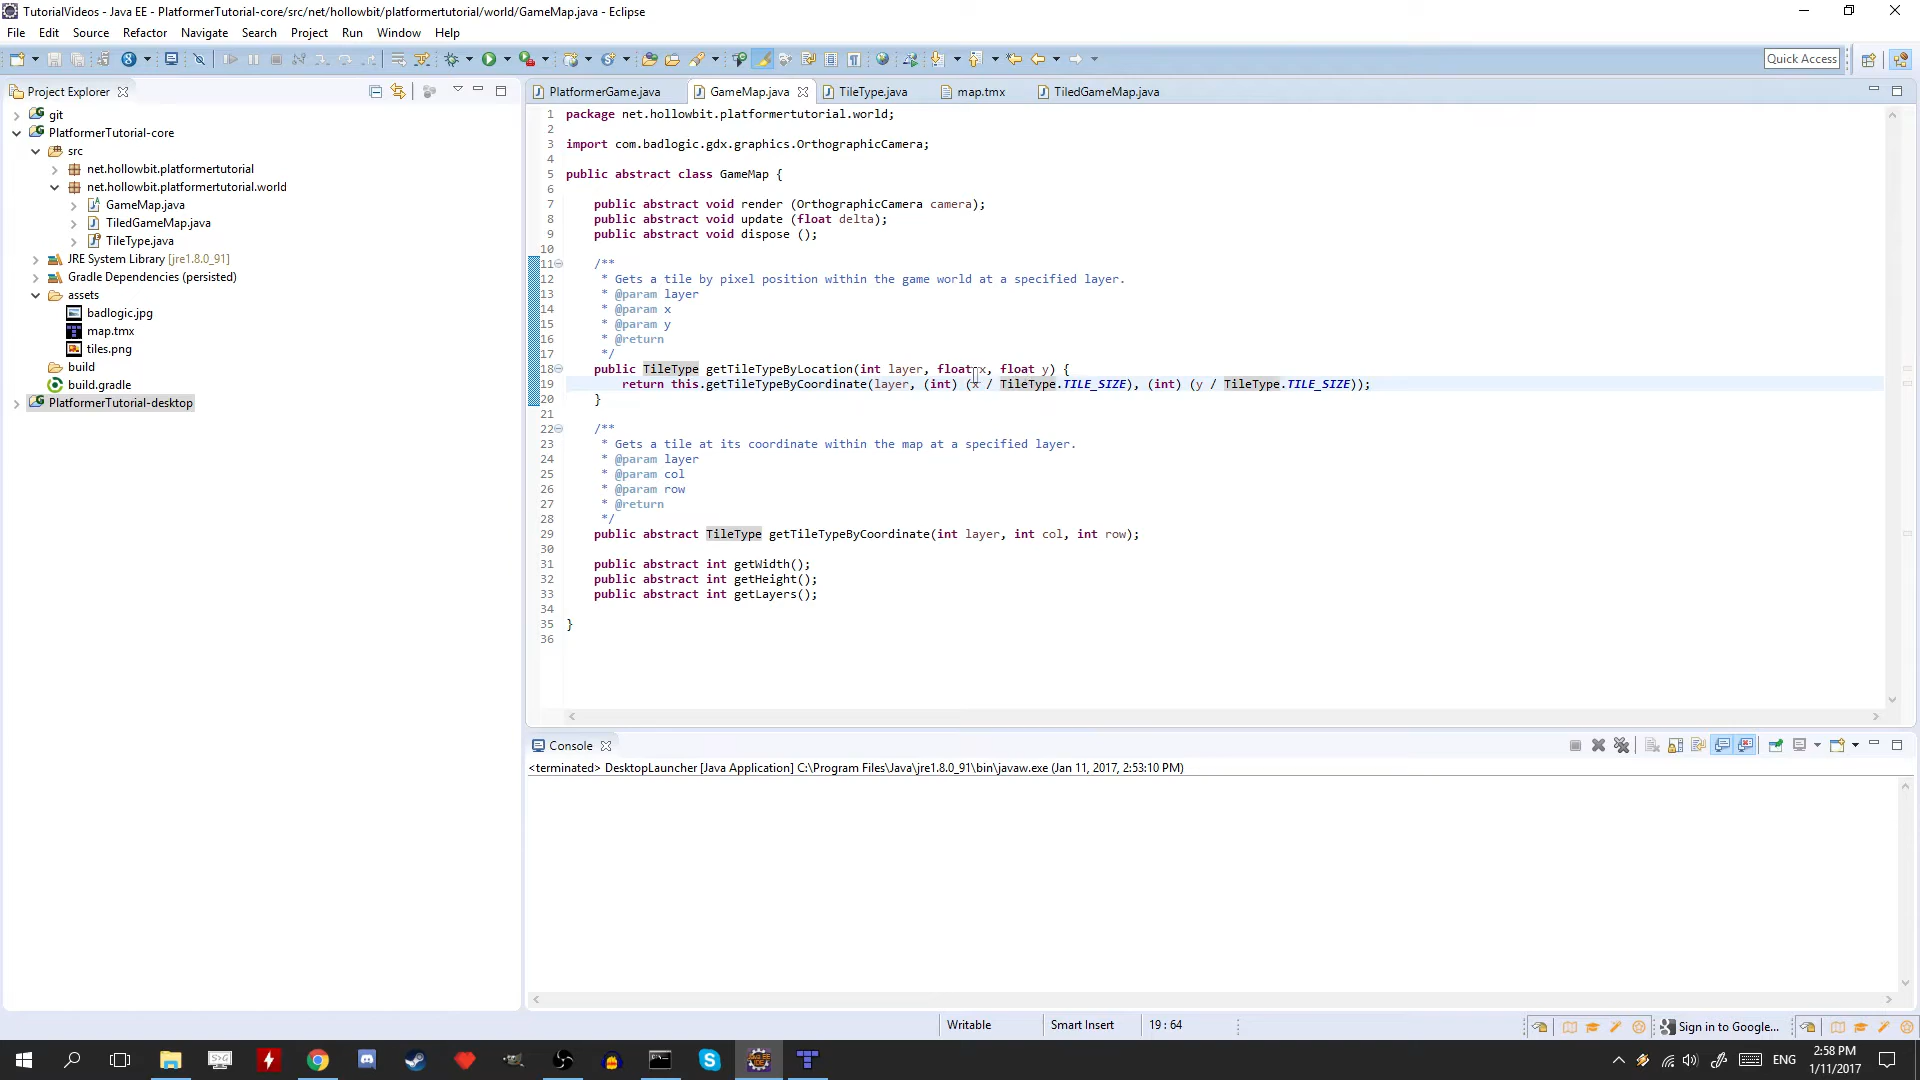 TutorialVideos - Java EE - PlatformerTutorial-core/src/net/hollowbit/platformertutorial/world/GameMap.java - Eclipse
File Edit Source Refactor Navigate Search Project Run Window Help
Quick Access
Project Explorer
PlatformerGame.java GameMap.java TileType.java map.tmx TiledGameMap.java
git
PlatformerTutorial-core
src
net.hollowbit.platformertutorial
net.hollowbit.platformertutorial.world
GameMap.java
TiledGameMap.java
TileType.java
JRE System Library [jre1.8.0_91]
Gradle Dependencies (persisted)
assets
badlogic.jpg
map.tmx
tiles.png
build
build.gradle
PlatformerTutorial-desktop
1 package net.hollowbit.platformertutorial.world;
2
3 import com.badlogic.gdx.graphics.OrthographicCamera;
4
5 public abstract class GameMap {
6
7 public abstract void render (OrthographicCamera camera);
8 public abstract void update (float delta);
9 public abstract void dispose ();
10
11 /**
12 * Gets a tile by pixel position within the game world at a specified layer.
13 * @param layer
14 * @param x
15 * @param y
16 * @return
17 */
18 public TileType getTileTypeByLocation(int layer, float x, float y) {
19 return this.getTileTypeByCoordinate(layer, (int) (x / TileType.TILE_SIZE), (int) (y / TileType.TILE_SIZE));
20 }
21
22 /**
23 * Gets a tile at its coordinate within the map at a specified layer.
24 * @param layer
25 * @param col
26 * @param row
27 * @return
28 */
29 public abstract TileType getTileTypeByCoordinate(int layer, int col, int row);
30
31 public abstract int getWidth();
32 public abstract int getHeight();
33 public abstract int getLayers();
34
35 }
36
Console
<terminated> DesktopLauncher [Java Application] C:\Program Files\Java\jre1.8.0_91\bin\javaw.exe (Jan 11, 2017, 2:53:10 PM)
Writable Smart Insert 19 : 64
Sign in to Google...
ENG
2:58 PM
1/11/2017